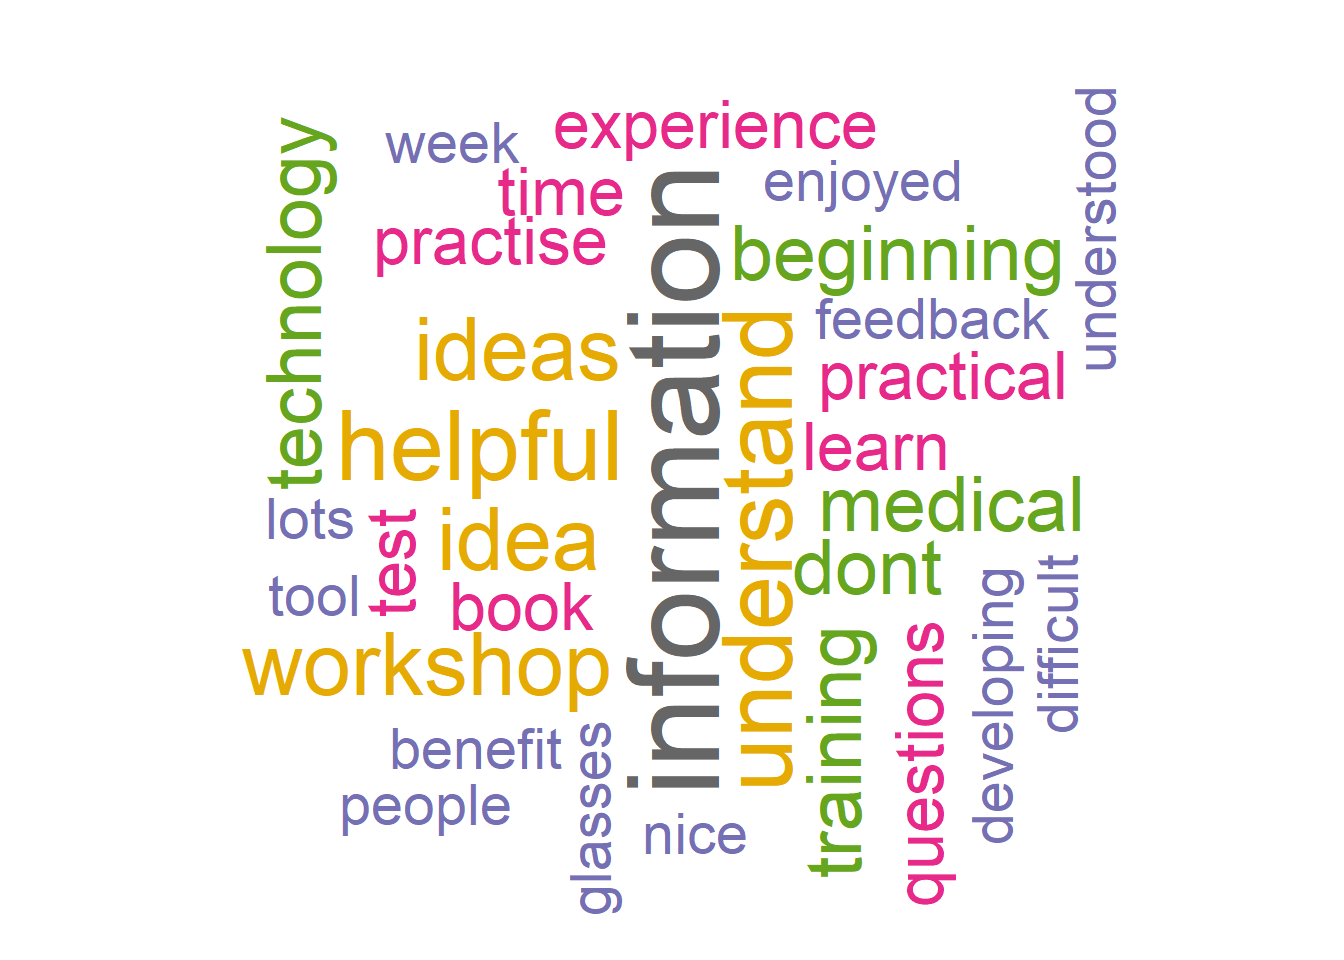 experience
understood
week
enjoyed
time
technology
practise
beginning
information
feedback
ideas
understand
practical
helpful
learn
medical
lots
test
idea
dont
tool
book
difficult
developing
workshop
training
questions
benefit
glasses
people
nice